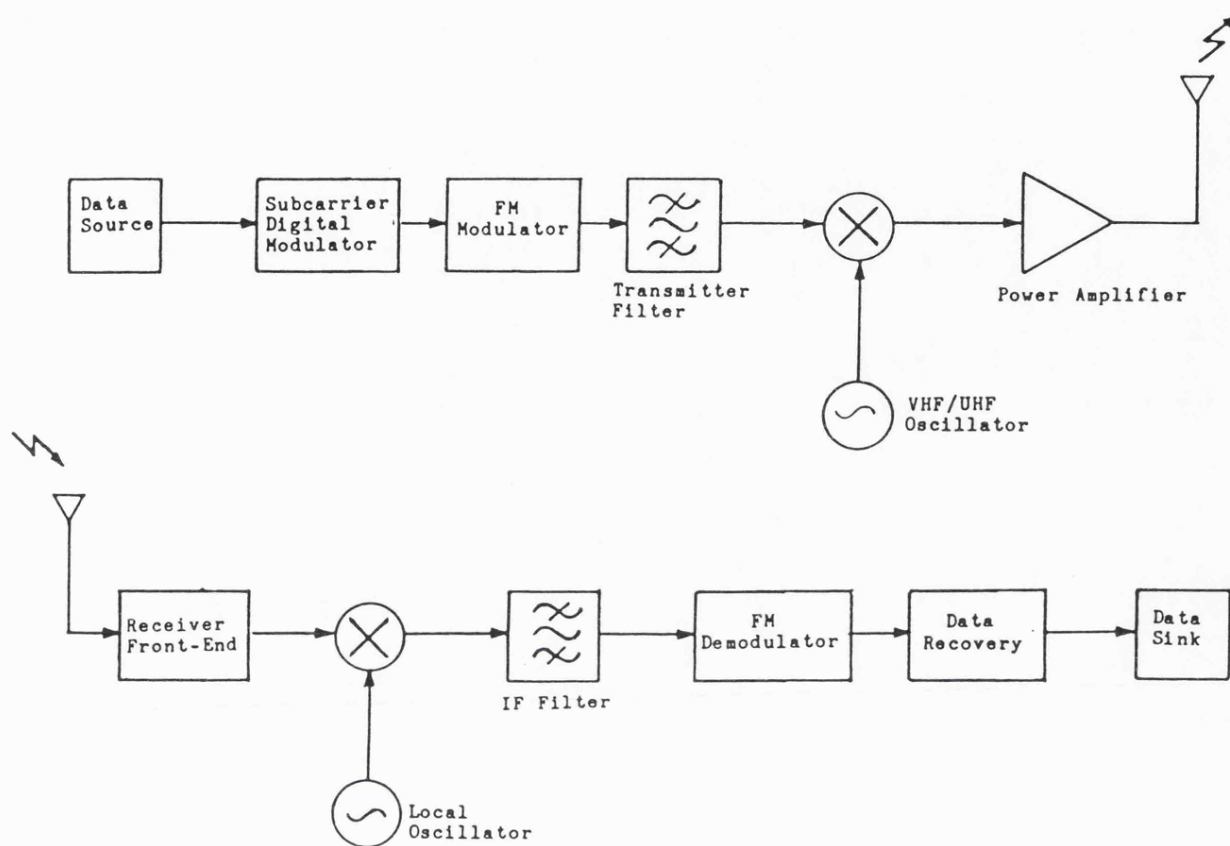 Data
Source
Subcarrier
Digital
Modulator
FM
Modulator
Transmitter
Filter
Power Amplifier
VHF/UHF
Oscillator
Receiver
Front-End
IF Filter
FM
Demodulator
Data
Recovery
Data
Sink
Local
Oscillator